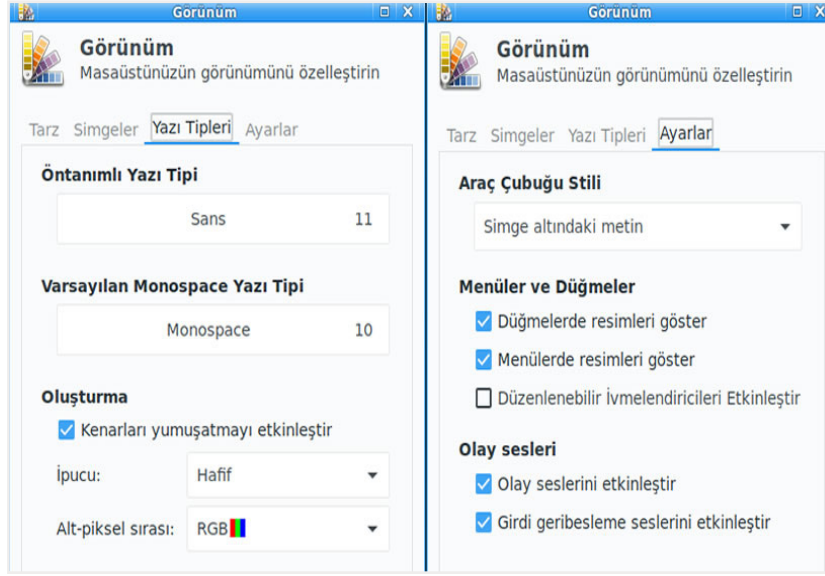 Görünüm
Görünüm
Masaüstünüzün görünümünü özelleştirin
Tarz Simgeler Yazı Tipleri Ayarlar
Öntanımlı Yazı Tipi
Sans 11
Varsayılan Monospace Yazı Tipi
Monospace 10
Oluşturma
Kenarları yumuşatmayı etkinleştir
İpucu: Hafif
Alt-piksel sırası: RGB
Görünüm
Görünüm
Masaüstünüzün görünümünü özelleştirin
Tarz Simgeler Yazı Tipleri Ayarlar
Araç Çubuğu Stili
Simge altındaki metin
Menüler ve Düğmeler
Düğmelerde resimleri göster
Menülerde resimleri göster
Düzenlenebilir İvmelendiricileri Etkinleştir
Olay sesleri
Olay seslerini etkinleştir
Girdi geribesleme seslerini etkinleştir